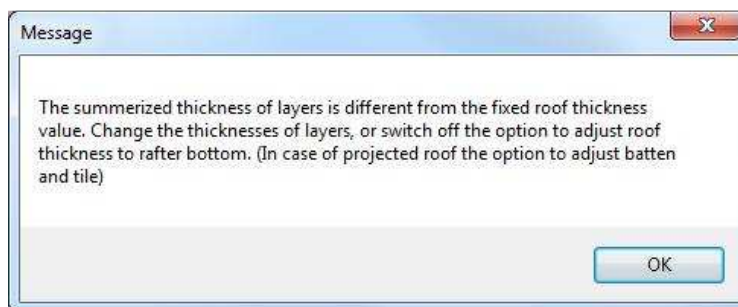 Message
The summerized thickness of layers is different from the fixed roof thickness
value. Change the thicknesses of layers, or switch off the option to adjust roof
thickness to rafter bottom. (In case of projected roof the option to adjust batten
and tile)
OK